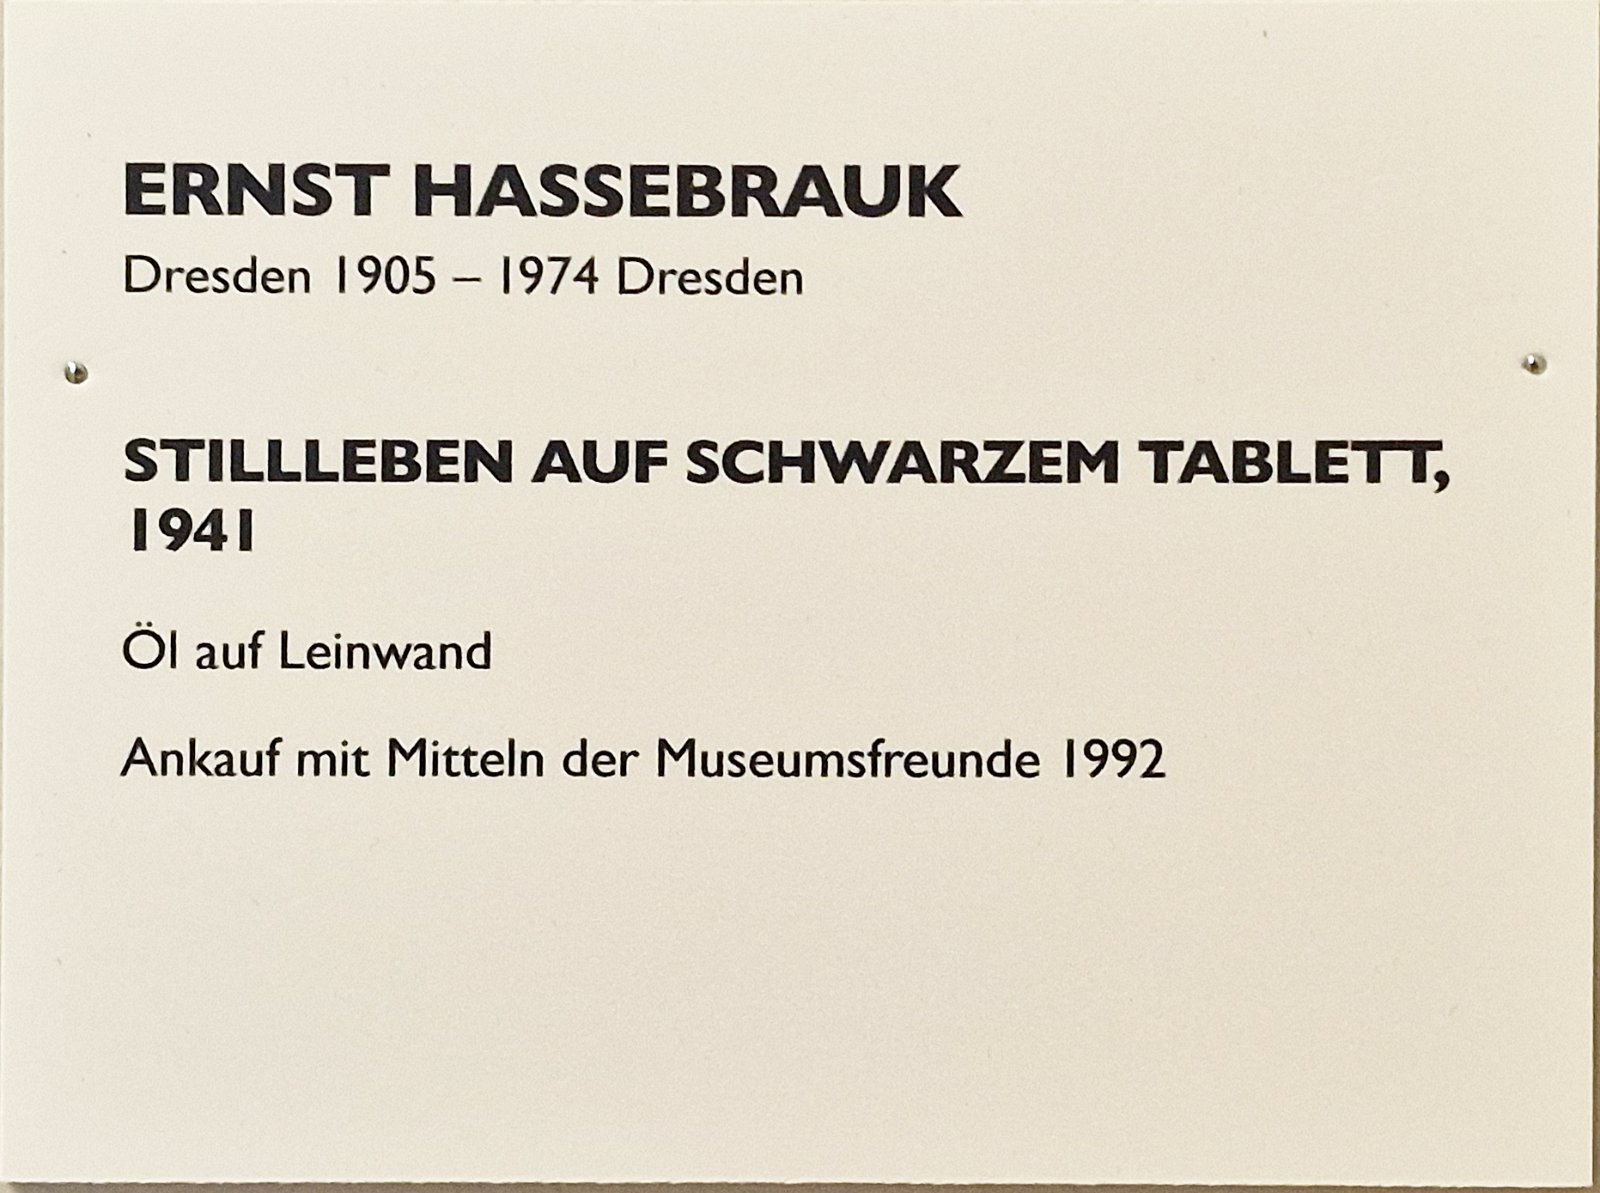 ERNST HASSEBRAUK
Dresden 1905 – 1974 Dresden
STILLLEBEN AUF SCHWARZEM TABLETT,
1941
Öl auf Leinwand
Ankauf mit Mitteln der Museumsfreunde 1992